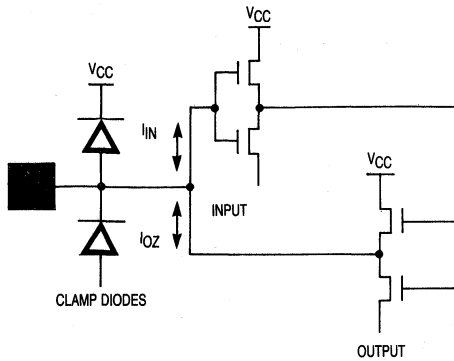 VCC
VCC
IIN
VCC
INPUT
IOZ
CLAMP DIODES
OUTPUT